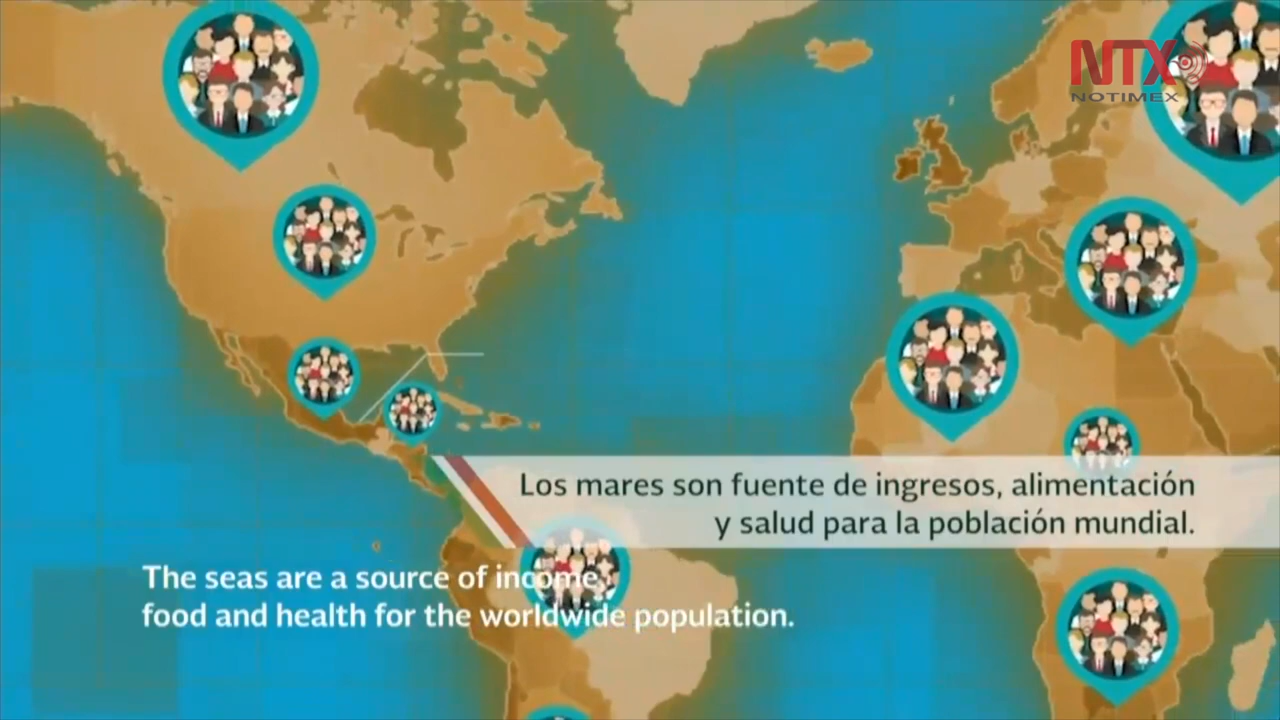 NTX
NOTIMEX
Los mares son fuente de ingresos, alimentación
y salud para la población mundial.
The seas are a source of income,
food and health for the worldwide population.